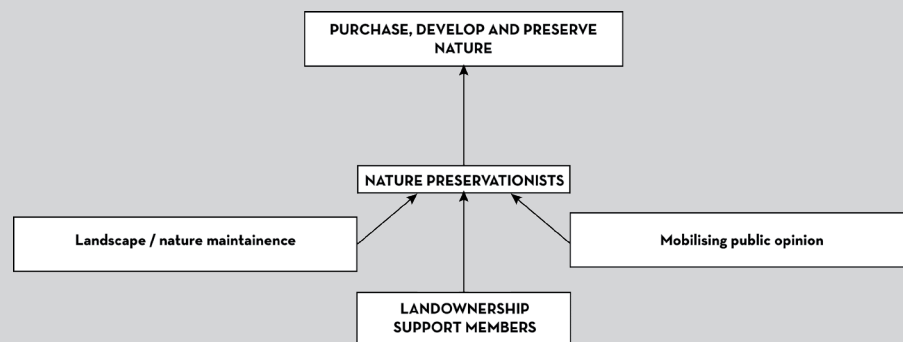 PURCHASE, DEVELOP AND PRESERVE
NATURE
NATURE PRESERVATIONISTS
Landscape / nature maintainence
Mobilising public opinion
LANDOWNERSHIP
SUPPORT MEMBERS